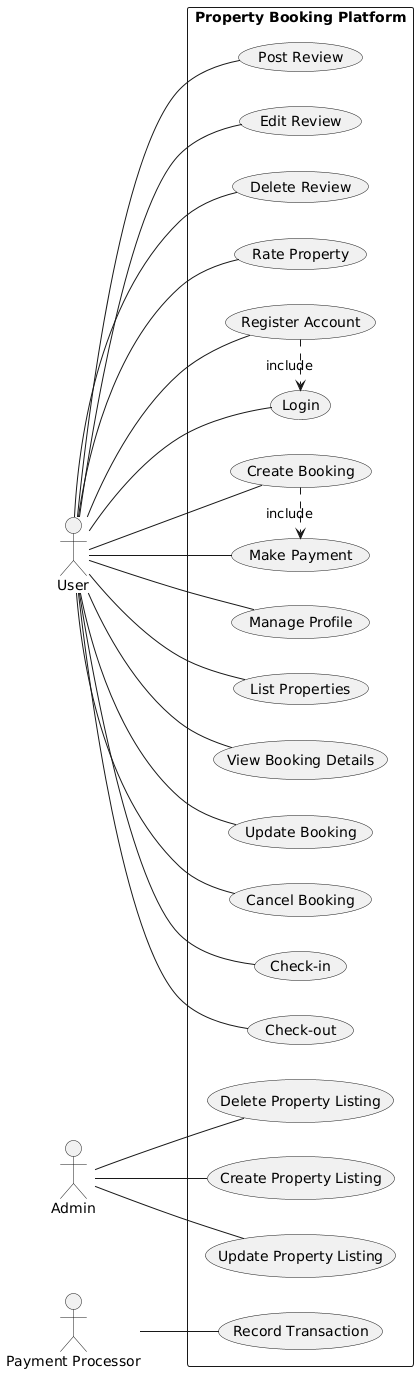 Property Booking Platform
Post Review
Edit Review
Delete Review
Rate Property
Register Account
include
Login
Create Booking
include
User
Make Payment
Manage Profile
List Properties
View Booking Details
Update Booking
Cancel Booking
Check-in
Check-out
Delete Property Listing
Admin
Create Property Listing
Update Property Listing
Payment Processor
Record Transaction